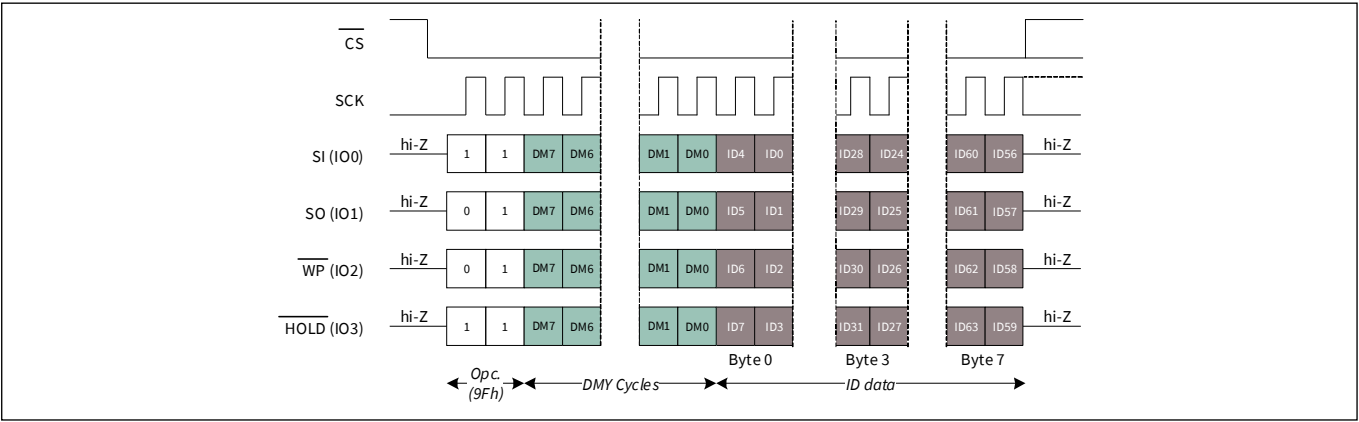 CS
SCK
SI (IO0) hi-Z 1 1 DM7 DM6 DM1 DM0 ID4 ID0 ID28 ID24 ID60 ID56 hi-Z
SO (IO1) hi-Z 0 1 DM7 DM6 DM1 DM0 ID5 ID1 ID29 ID25 ID61 ID57 hi-Z
WP (IO2) hi-Z 0 1 DM7 DM6 DM1 DM0 ID6 ID2 ID30 ID26 ID62 ID58 hi-Z
HOLD (IO3) hi-Z 1 1 DM7 DM6 DM1 DM0 ID7 ID3 ID31 ID27 ID63 ID59 hi-Z
Byte 0 Byte 3 Byte 7
Opc. DMY Cycles ID data
(9Fh)